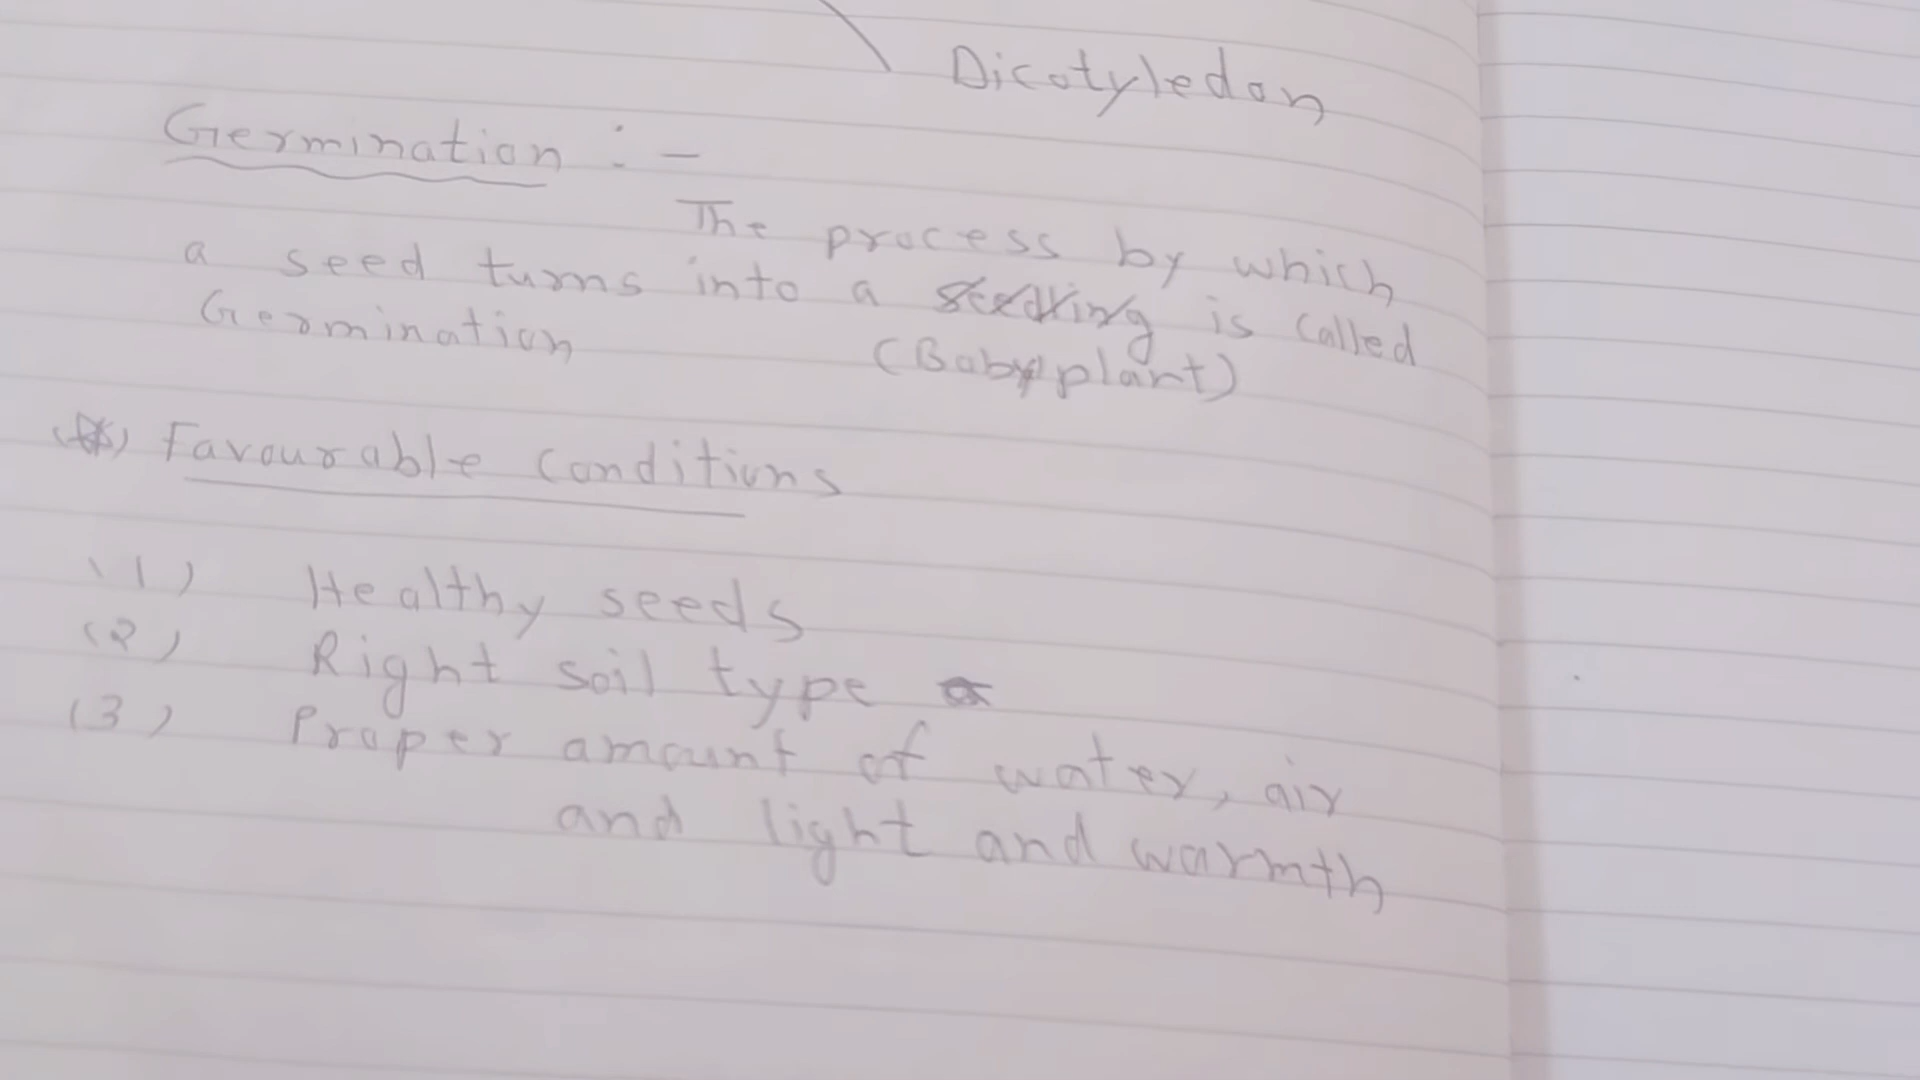 Dicotyledon
Germination : -
The process by which
a seed turns into a seedling is called
Germination (Baby plant)
Favourable conditions
(1) Healthy seeds
(2) Right soil type
(3) Proper amount of water, air
and light and warmth